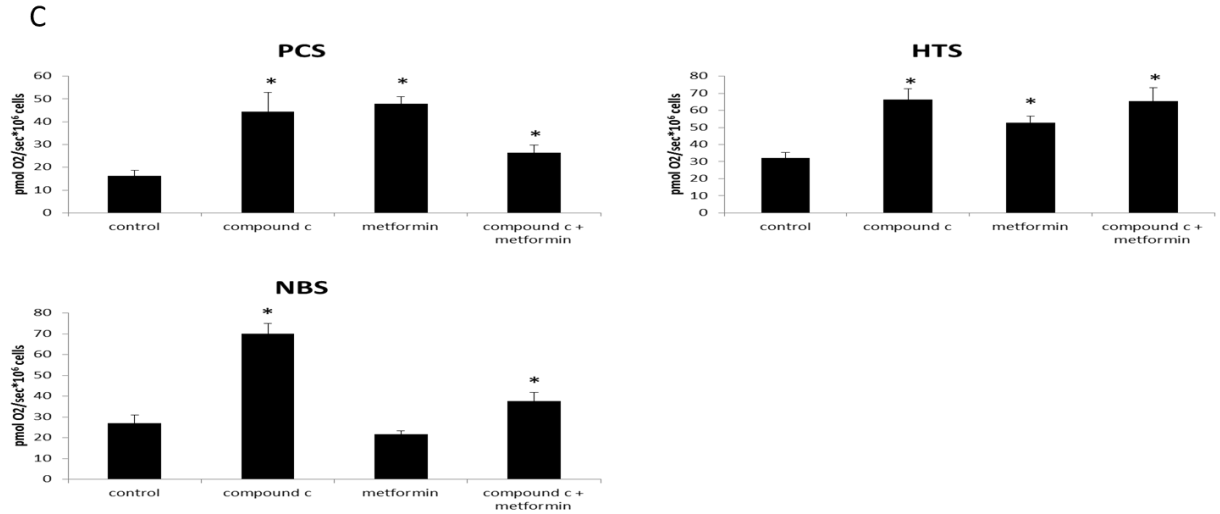 C
PCS
pmol O2/sec*10⁶ cells
60
50
40
30
20
10
0
*
*
*
control
compound c
metformin
compound c +
metformin
HTS
pmol O2/sec*10⁶ cells
80
70
60
50
40
30
20
10
0
*
*
*
control
compound c
metformin
compound c +
metformin
NBS
pmol O2/sec*10⁶ cells
80
70
60
50
40
30
20
10
0
*
*
control
compound c
metformin
compound c +
metformin